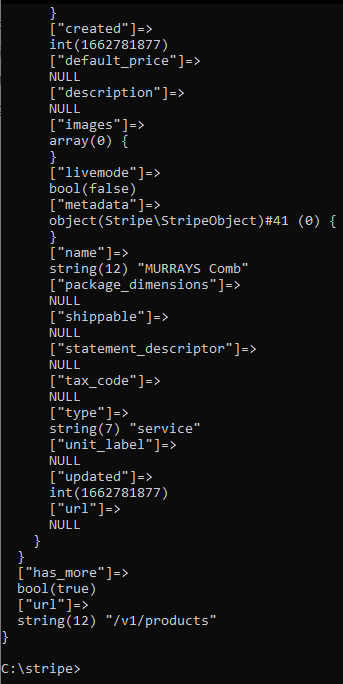 }
["created"]=>
int(1662781877)
["default_price"]=>
NULL
["description"]=>
NULL
["images"]=>
array(0) {
}
["livemode"]=>
bool(false)
["metadata"]=>
object(Stripe\StripeObject)#41 (0) {
}
["name"]=>
string(12) "MURRAYS Comb"
["package_dimensions"]=>
NULL
["shippable"]=>
NULL
["statement_descriptor"]=>
NULL
["tax_code"]=>
NULL
["type"]=>
string(7) "service"
["unit_label"]=>
NULL
["updated"]=>
int(1662781877)
["url"]=>
NULL
}
}
["has_more"]=>
bool(true)
["url"]=>
string(12) "/v1/products"
}
C:\stripe>